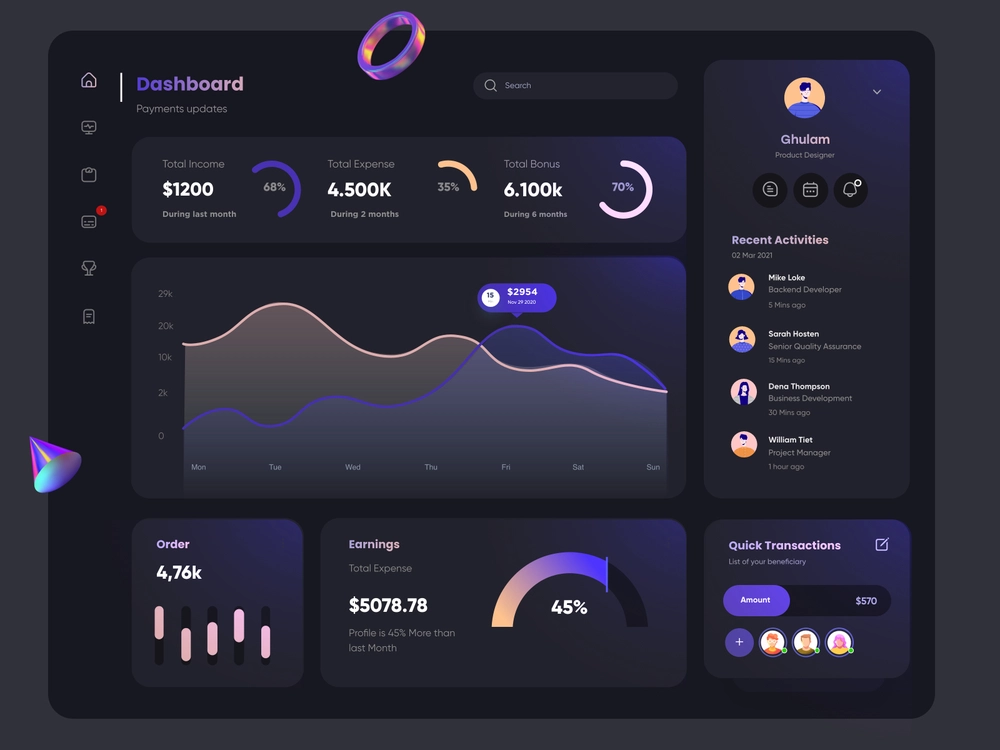 Dashboard
Payments updates
Search
Total Income
$1200
During last month
68%
Total Expense
4.500K
During 2 months
35%
Total Bonus
6.100k
During 6 months
70%
29k
20k
10k
2k
0
15
$2954
Nov 29 2020
Mon
Tue
Wed
Thu
Fri
Sat
Sun
Order
4,76k
Earnings
Total Expense
$5078.78
Profile is 45% More than
last Month
45%
Ghulam
Product Designer
Recent Activities
02 Mar 2021
Mike Loke
Backend Developer
5 Mins ago
Sarah Hosten
Senior Quality Assurance
15 Mins ago
Dena Thompson
Business Development
30 Mins ago
William Tiet
Project Manager
1 hour ago
Quick Transactions
List of your beneficiary
Amount
$570
+